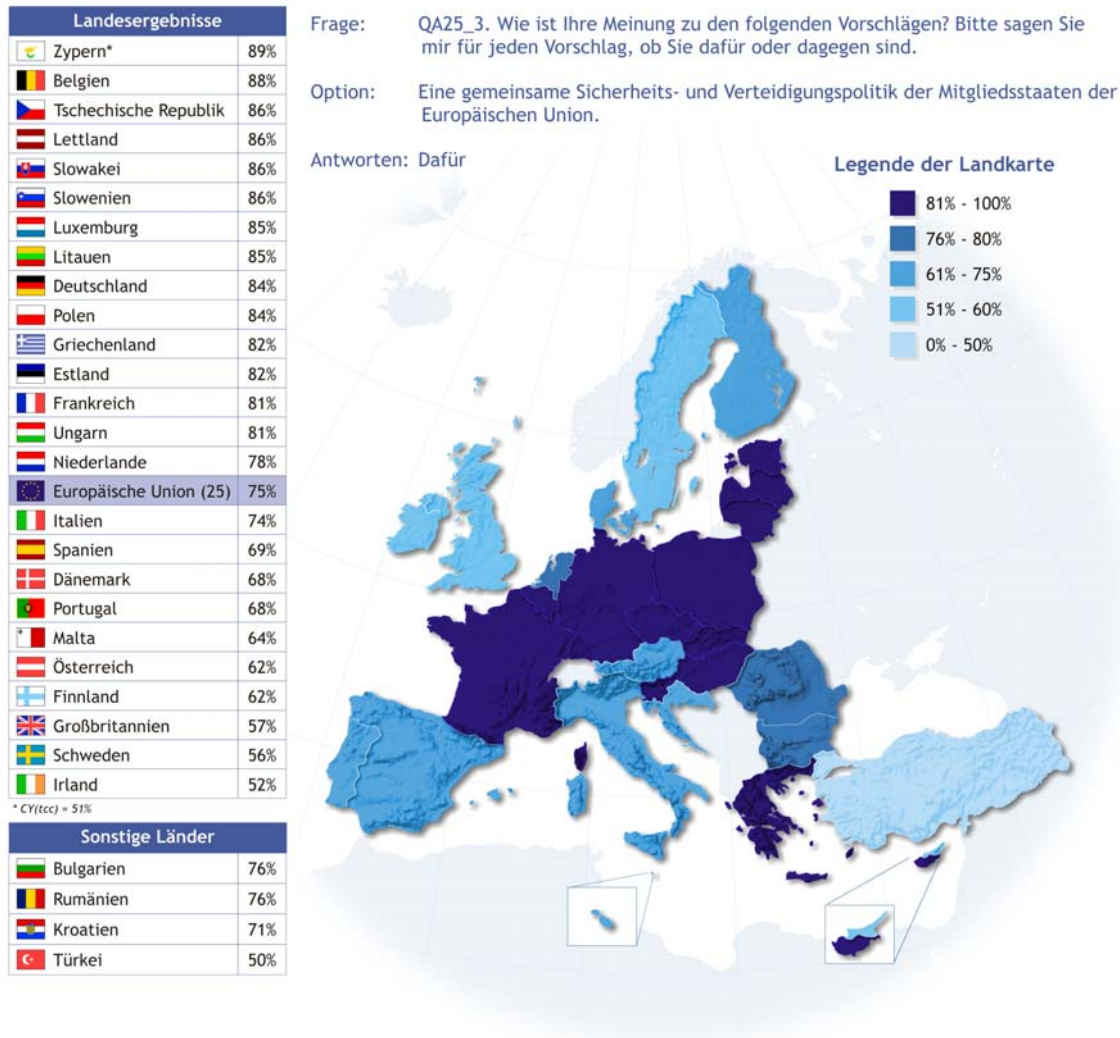 Landesergebnisse
Zypern* 89%
Belgien 88%
Tschechische Republik 86%
Lettland 86%
Slowakei 86%
Slowenien 86%
Luxemburg 85%
Litauen 85%
Deutschland 84%
Polen 84%
Griechenland 82%
Estland 82%
Frankreich 81%
Ungarn 81%
Niederlande 78%
Europäische Union (25) 75%
Italien 74%
Spanien 69%
Dänemark 68%
Portugal 68%
Malta 64%
Österreich 62%
Finnland 62%
Großbritannien 57%
Schweden 56%
Irland 52%
* CY(tcc) = 51%
Sonstige Länder
Bulgarien 76%
Rumänien 76%
Kroatien 71%
Türkei 50%
Frage: QA25_3. Wie ist Ihre Meinung zu den folgenden Vorschlägen? Bitte sagen Sie
mir für jeden Vorschlag, ob Sie dafür oder dagegen sind.
Option: Eine gemeinsame Sicherheits- und Verteidigungspolitik der Mitgliedsstaaten der
Europäischen Union.
Antworten: Dafür
Legende der Landkarte
81% - 100%
76% - 80%
61% - 75%
51% - 60%
0% - 50%